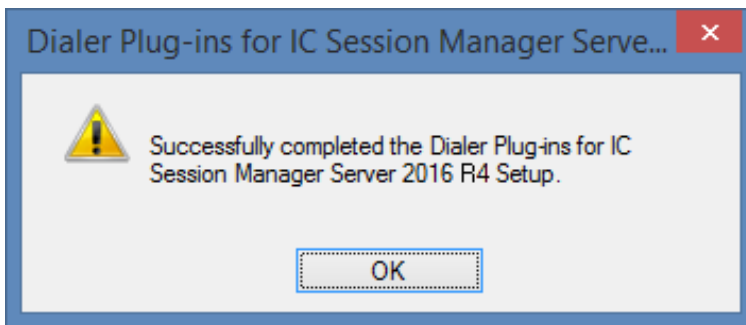 Dialer Plug-ins for IC Session Manager Serve...
Successfully completed the Dialer Plug-ins for IC
Session Manager Server 2016 R4 Setup.
OK